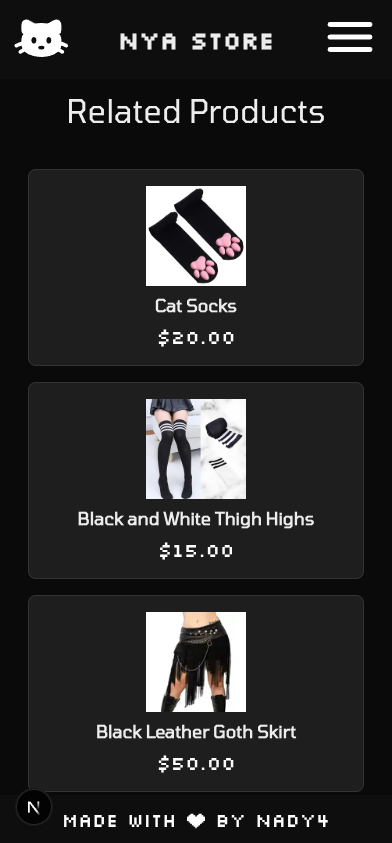 NYA STORE
Related Products
Cat Socks
$20.00
Black and White Thigh Highs
$15.00
Black Leather Goth Skirt
$50.00
N
MADE WITH ♥ BY NADY4